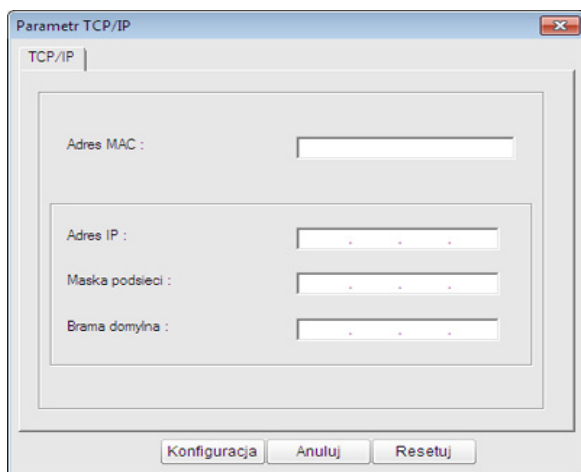 Parametr TCP/IP
TCP/IP
Adres MAC :
Adres IP :
Maska podsieci :
Brama domylna :
Konfiguracja Anuluj Resetuj